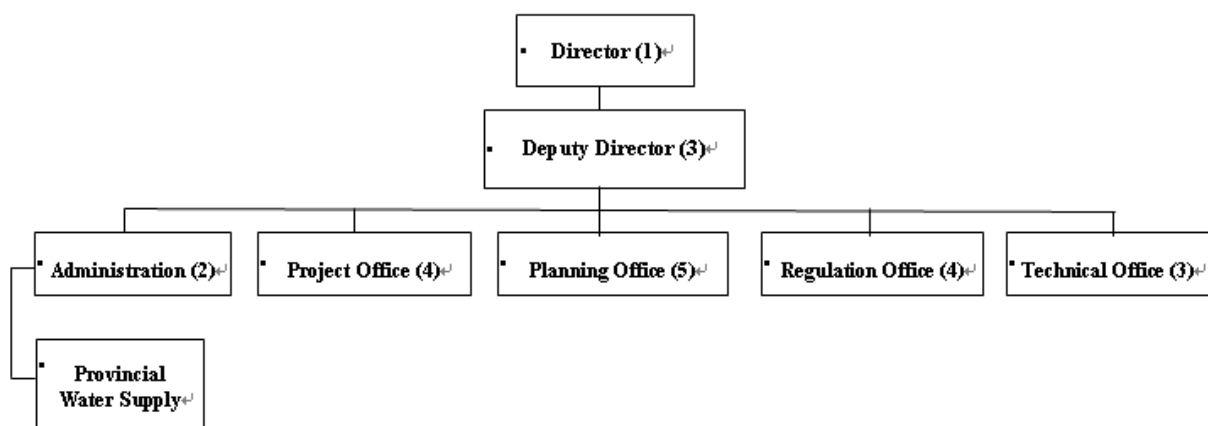 Director (1)
Deputy Director (3)
Administration (2)
Project Office (4)
Planning Office (5)
Regulation Office (4)
Technical Office (3)
Provincial
Water Supply